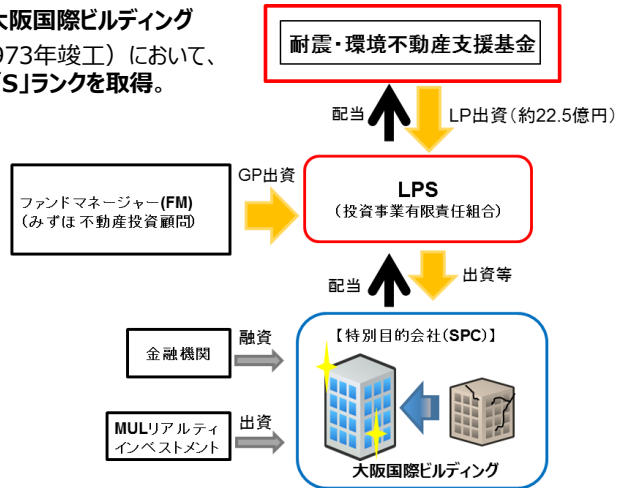 大阪国際ビルディング
973年竣工）において、
「S」ランクを取得。
耐震・環境不動産支援基金
配当
LP出資（約22.5億円）
GP出資
ファンドマネージャー(FM)
（みずほ不動産投資顧問）
LPS
（投資事業有限責任組合）
配当
出資等
金融機関
融資
【特別目的会社(SPC)】
MULリアルティ
インベストメント
出資
大阪国際ビルディング